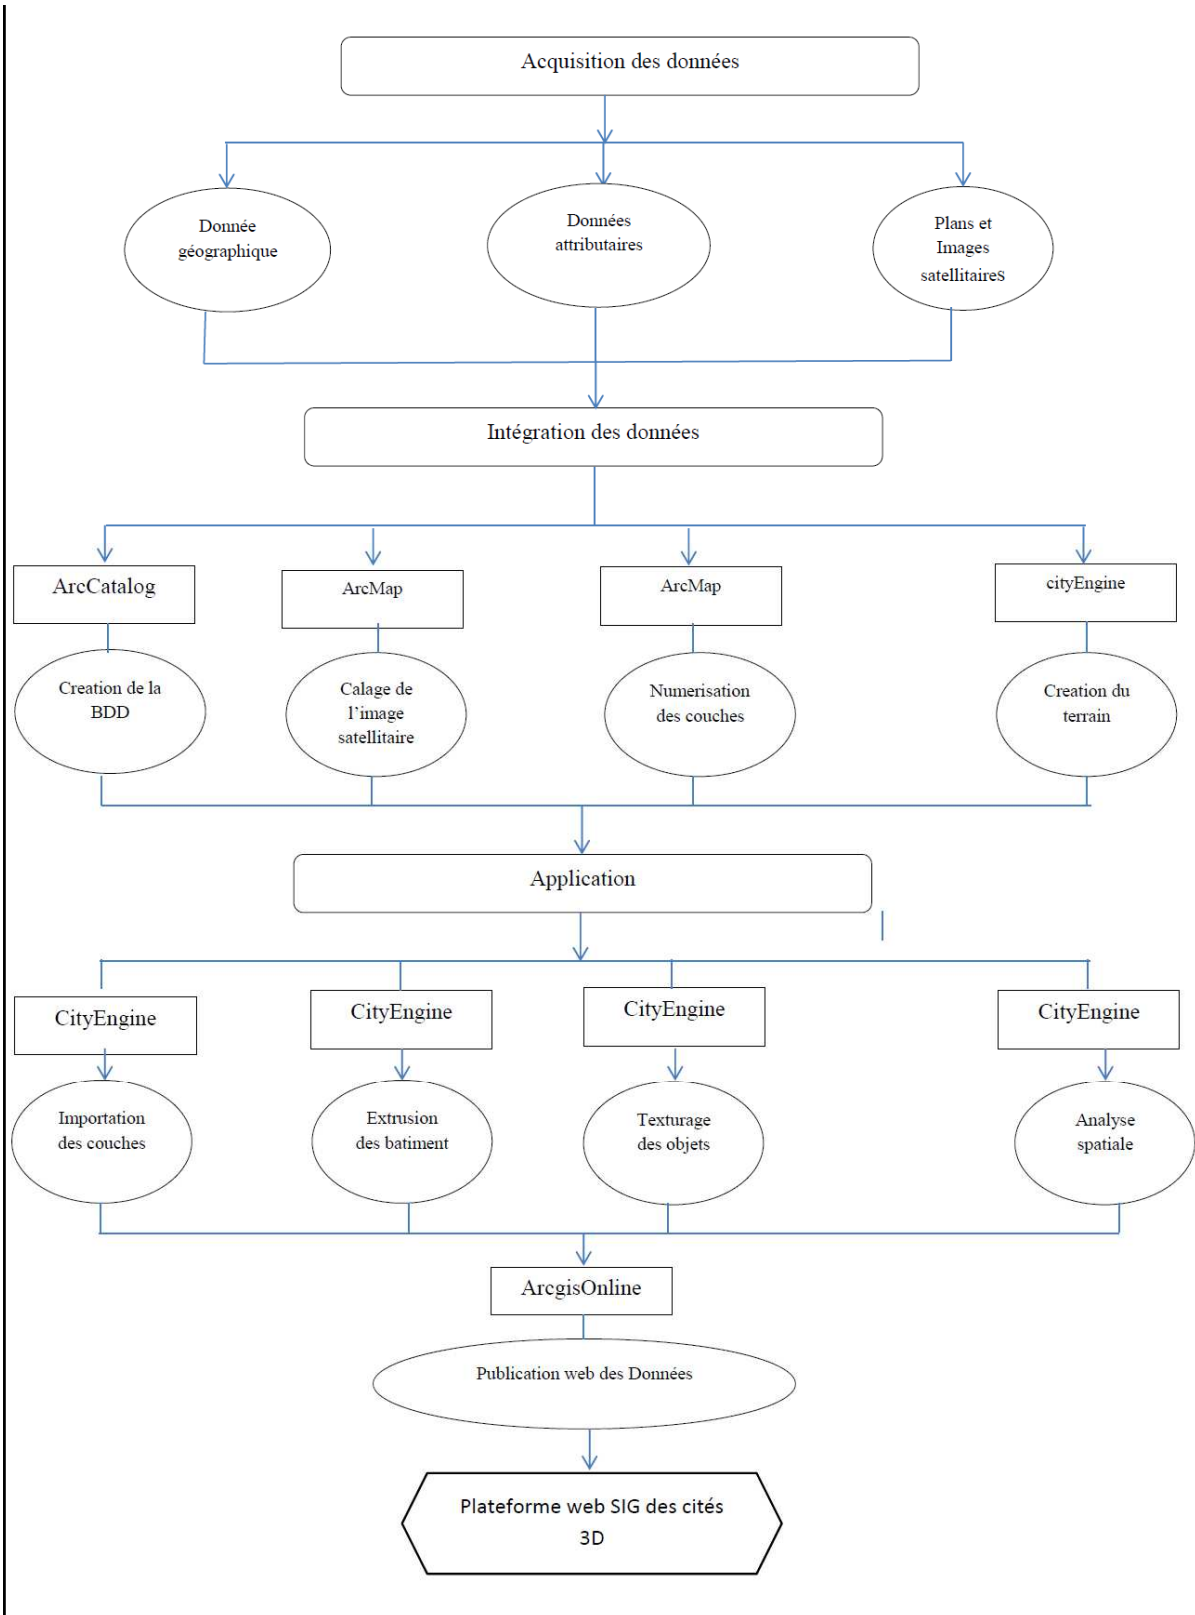 Acquisition des données
Donnée
géographique
Données
attributaires
Plans et
Images
satellitaires
Intégration des données
ArcCatalog
ArcMap
ArcMap
cityEngine
Creation de la
BDD
Calage de
l’image
satellitaire
Numerisation
des couches
Creation du
terrain
Application
CityEngine
CityEngine
CityEngine
CityEngine
Importation
des couches
Extrusion
des batiment
Texturage
des objets
Analyse
spatiale
ArcgisOnline
Publication web des Données
Plateforme web SIG des cités
3D